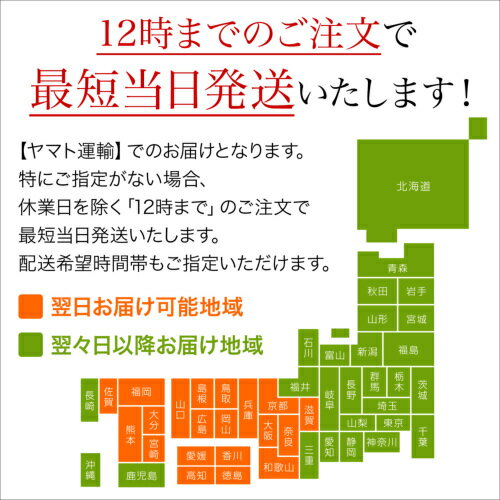 12時までのご注文で
最短当日発送いたします!
【ヤマト運輸】でのお届けとなります。
特にご指定がない場合、
休業日を除く「12時まで」のご注文で
最短当日発送いたします。
配送希望時間帯もご指定いただけます。
翌日お届け可能地域
翌々日以降お届け地域
北海道
青森
秋田 岩手
山形 宮城
石川 富山 新潟 福島
福井 岐阜 長野 群馬 栃木 茨城
埼玉
山梨 東京 千葉
三重 愛知 静岡 神奈川
長崎 佐賀 福岡 山口 島根 鳥取 兵庫 京都 滋賀
熊本 大分 広島 岡山 大阪 奈良
宮崎
沖縄 鹿児島 愛媛 香川 和歌山
高知 徳島